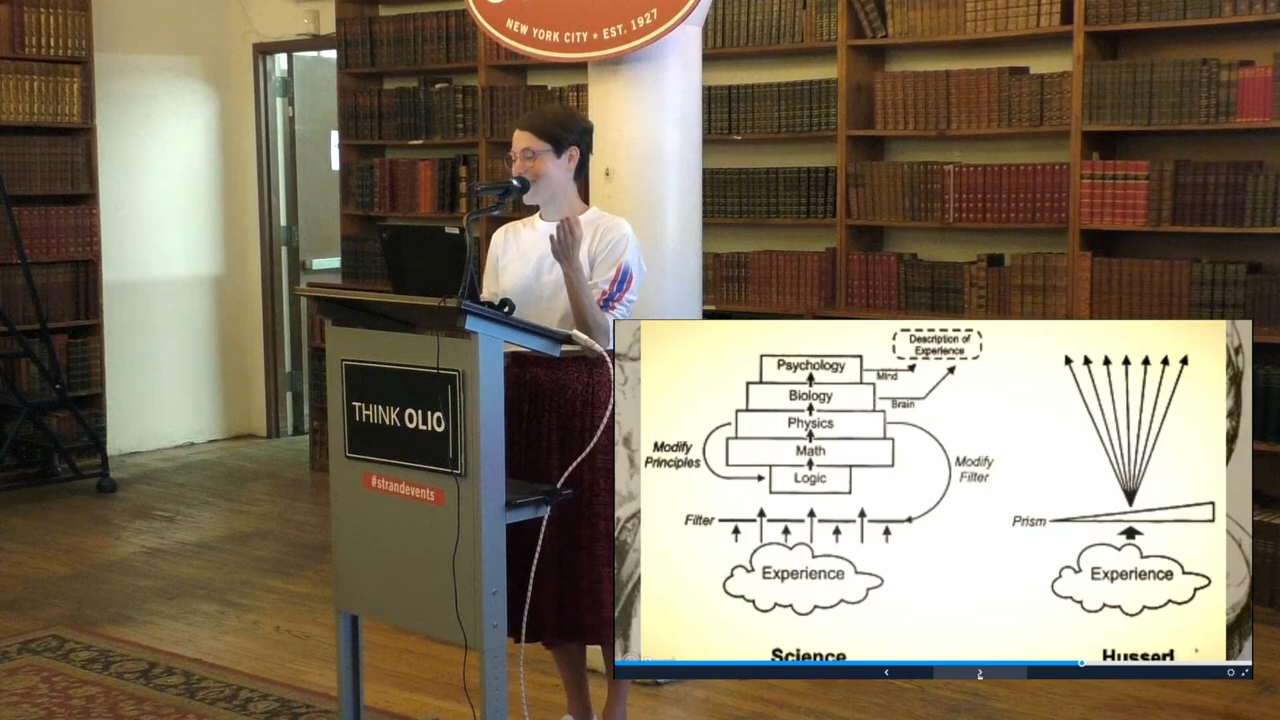 NEW YORK CITY ★ EST. 1927
THINK OLIO
#strandevents
Description of
Experience
Psychology
Mind
Biology
Brain
Physics
Modify
Principles
Math
Modify
Filter
Logic
Filter
Experience
Science
Prism
Experience
Husserl